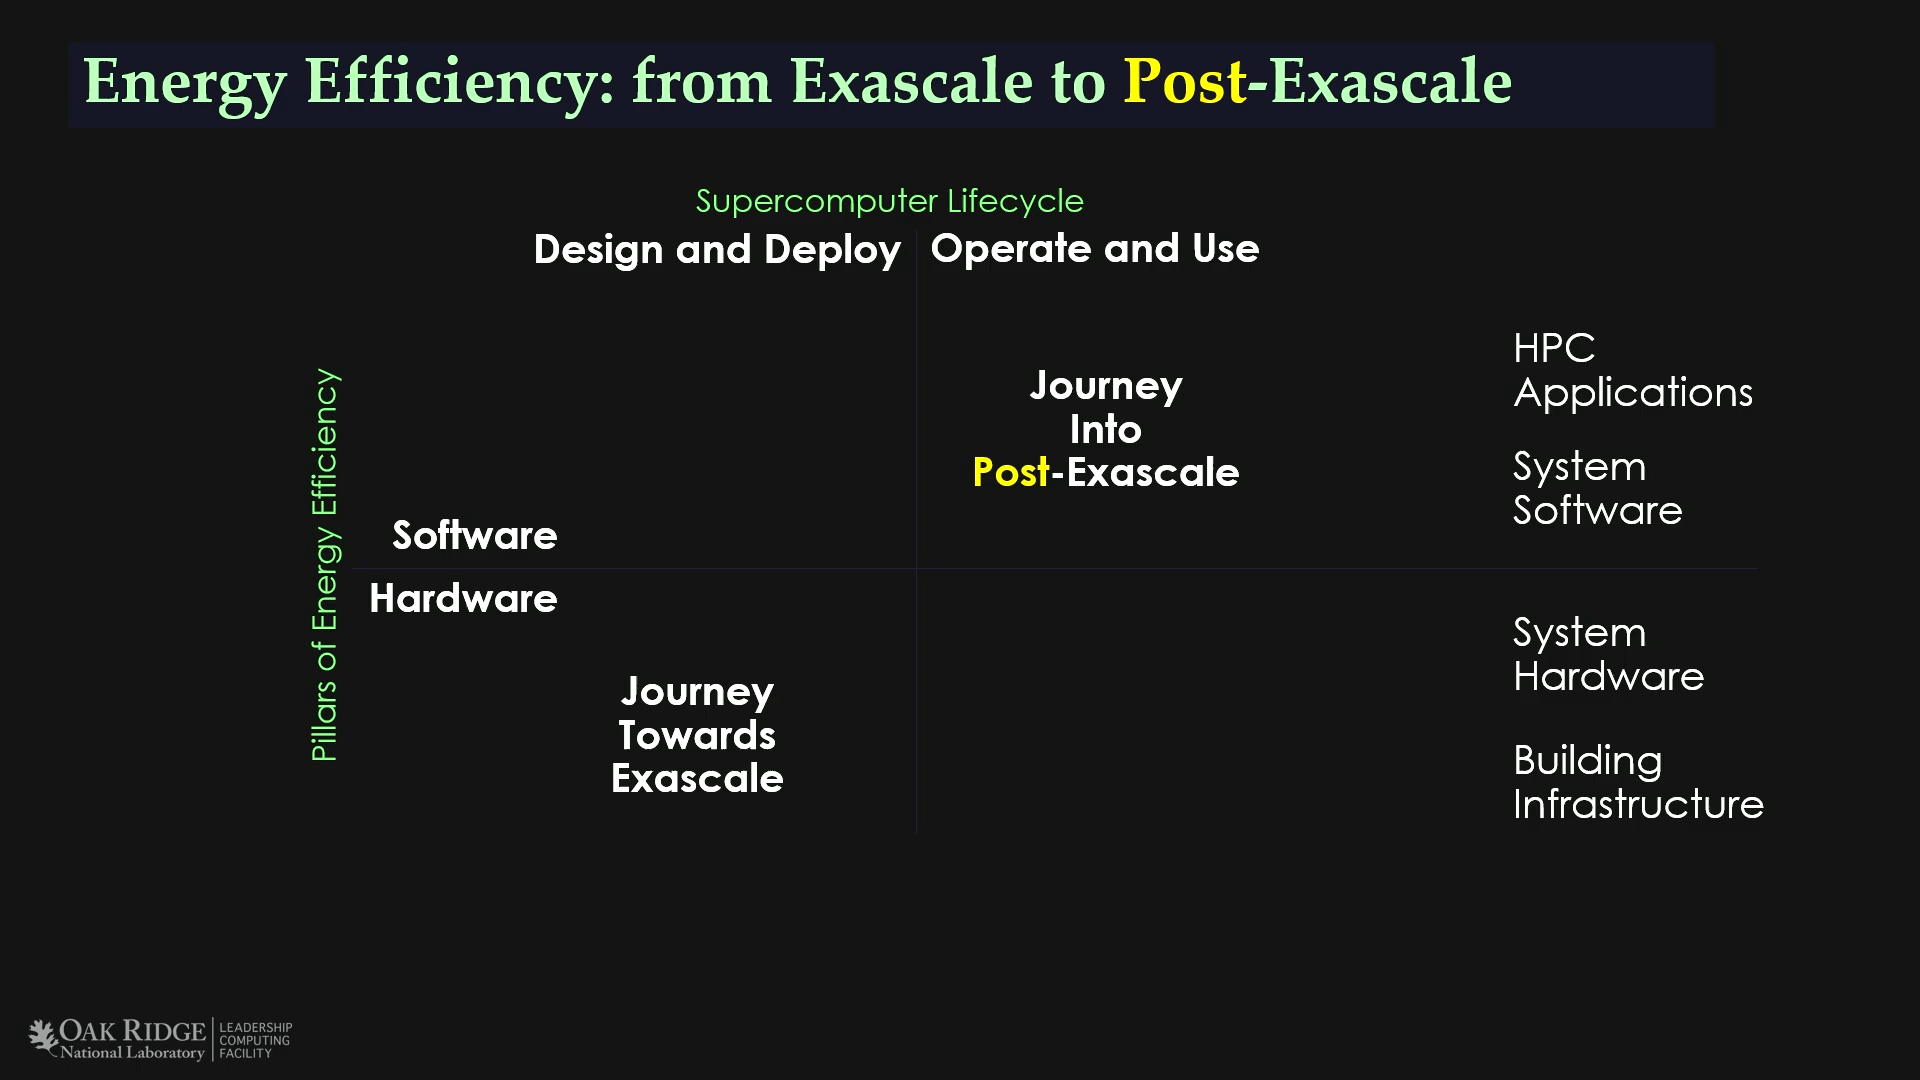 Energy Efficiency: from Exascale to Post-Exascale
Supercomputer Lifecycle
Design and Deploy
Operate and Use
Pillars of Energy Efficiency
Software
Hardware
Journey
Into
Post-Exascale
Journey
Towards
Exascale
HPC
Applications
System
Software
System
Hardware
Building
Infrastructure
OAK RIDGE
National Laboratory
LEADERSHIP
COMPUTING
FACILITY